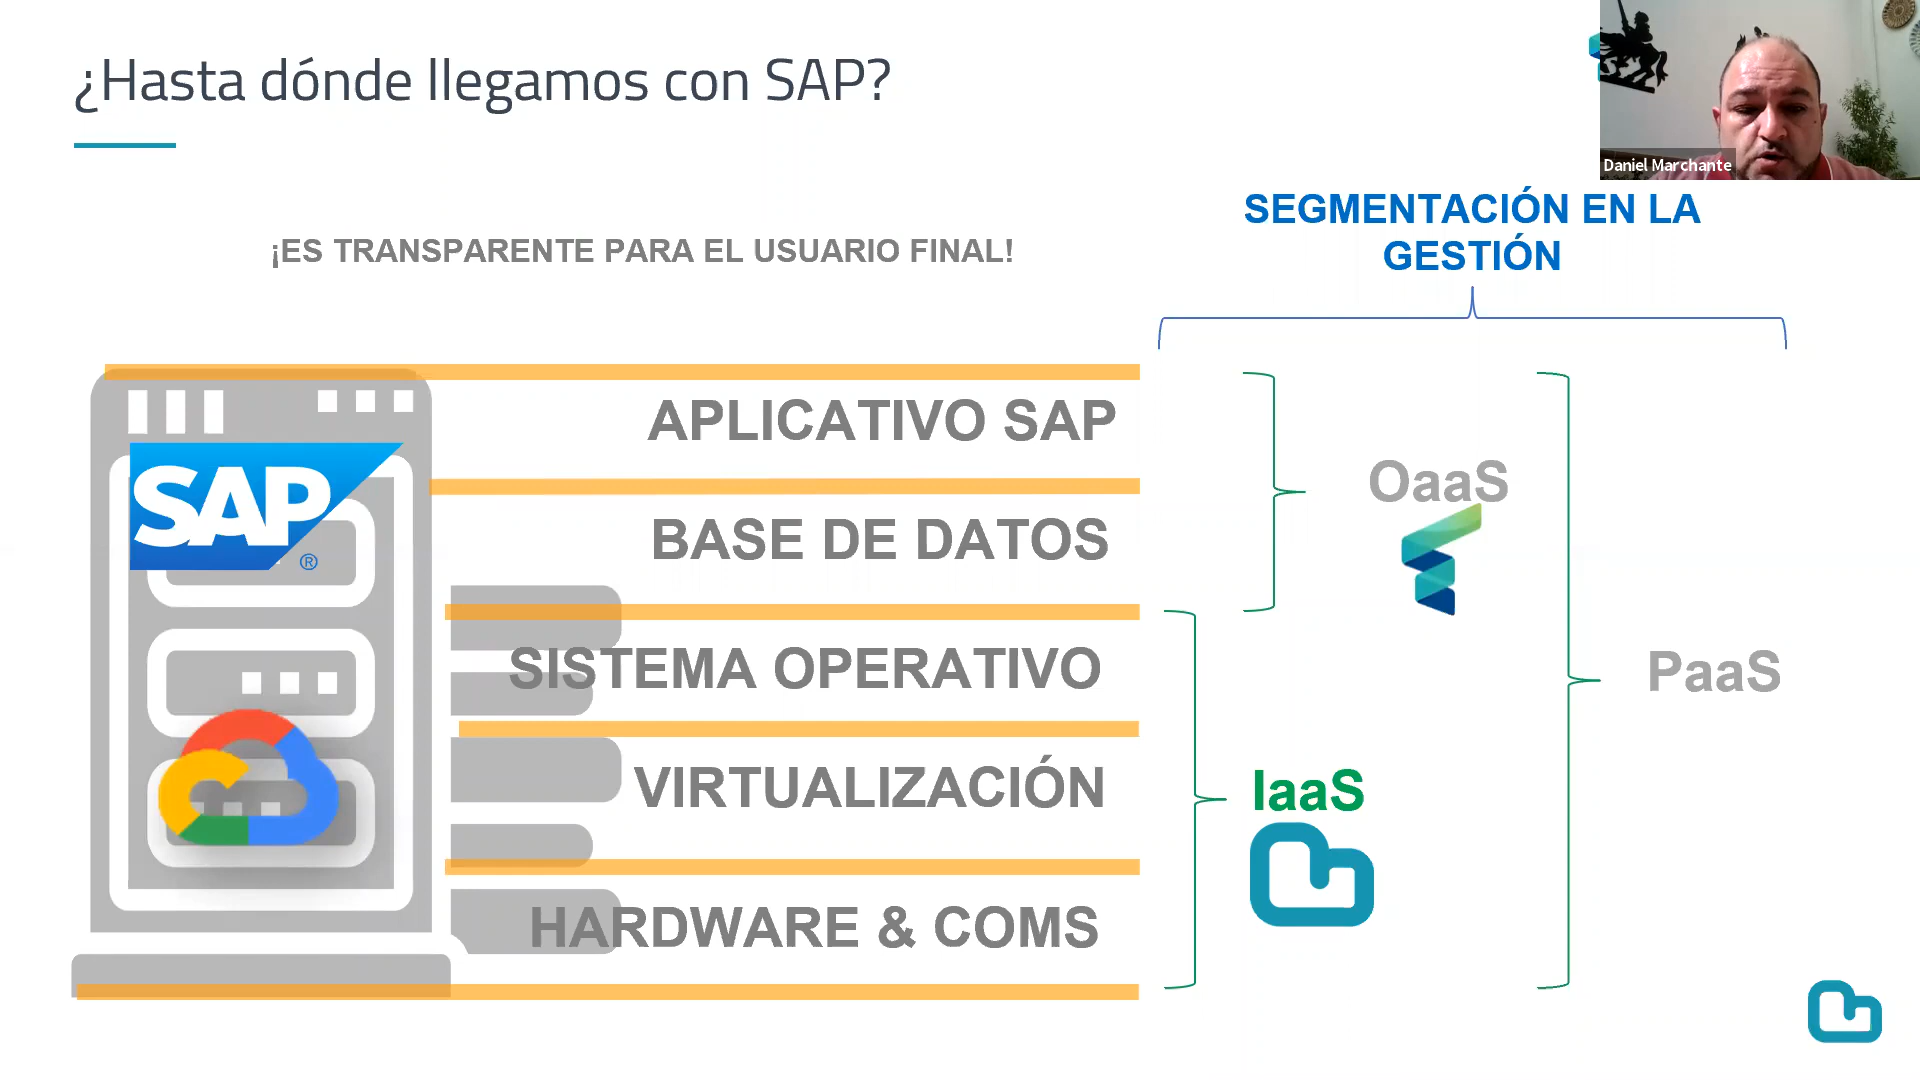 ¿Hasta dónde llegamos con SAP?
Daniel Marchante
¡ES TRANSPARENTE PARA EL USUARIO FINAL!
SEGMENTACIÓN EN LA
GESTIÓN
APLICATIVO SAP
SAP
®
BASE DE DATOS
OaaS
SISTEMA OPERATIVO
PaaS
VIRTUALIZACIÓN
IaaS
HARDWARE & COMS